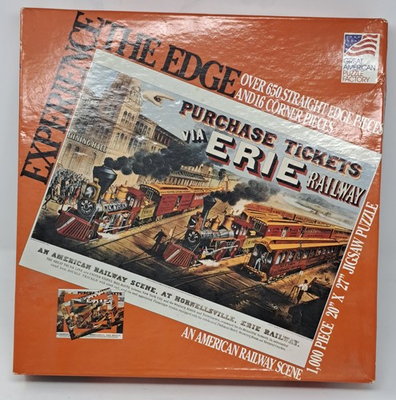 EXPERIENCE THE EDGE
OVER 650 STRAIGHT EDGE PIECES
AND 16 CORNER PIECES
GREAT
AMERICAN
PUZZLE
FACTORY
PURCHASE TICKETS
VIA ERIE RAILWAY
AN AMERICAN RAILWAY SCENE, AT HORNELLSVILLE, ERIE RAILWAY.
1,000 PIECE 20" X 27" JIGSAW PUZZLE
AN AMERICAN RAILWAY SCENE